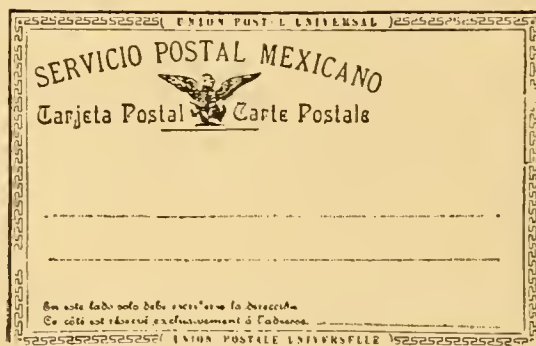 UNION POSTAL UNIVERSAL
SERVICIO POSTAL MEXICANO
Tarjeta Postal Carte Postale
En este lado solo debe escribirse la dirección
Ce côté est réservé exclusivement á l'adresse.
UNION POSTALE UNIVERSELLE